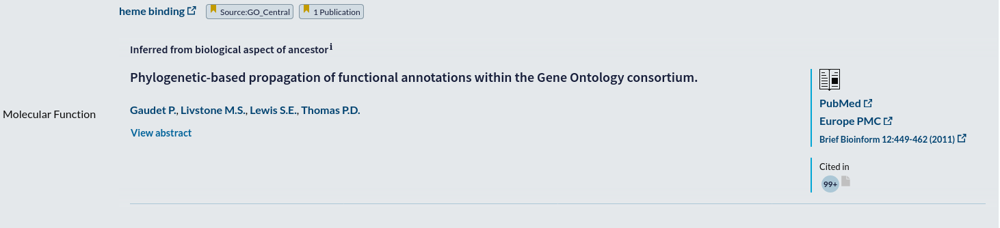 heme binding Source:GO_Central 1 Publication
Inferred from biological aspect of ancestor i
Phylogenetic-based propagation of functional annotations within the Gene Ontology consortium.
Molecular Function
Gaudet P., Livstone M.S., Lewis S.E., Thomas P.D.
View abstract
PubMed
Europe PMC
Brief Bioinform 12:449-462 (2011)
Cited in
99+